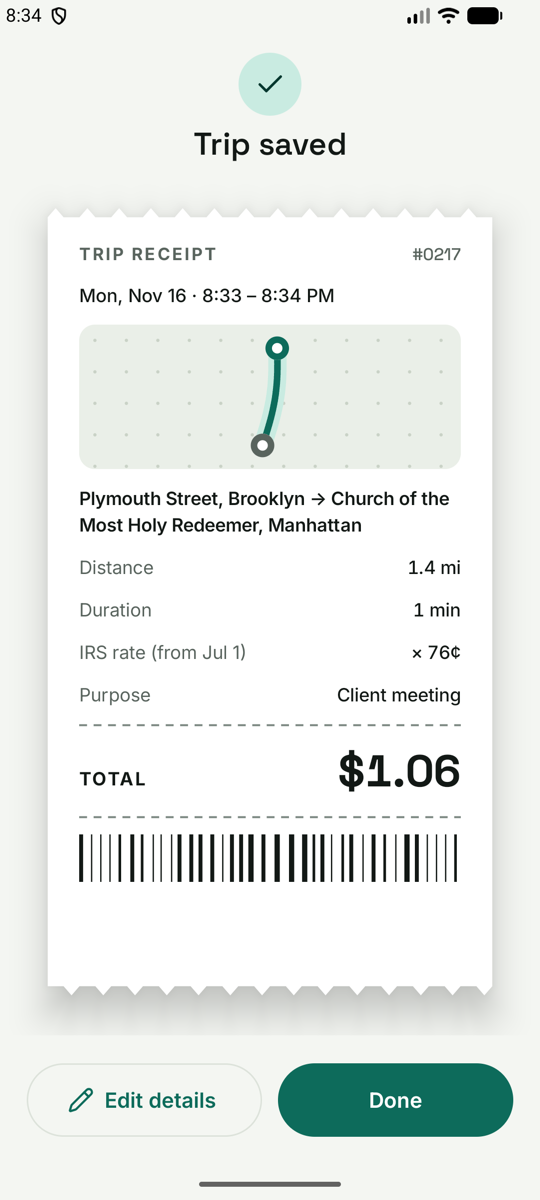 8:34
Trip saved
TRIP RECEIPT #0217
Mon, Nov 16 · 8:33 – 8:34 PM
Plymouth Street, Brooklyn → Church of the
Most Holy Redeemer, Manhattan
Distance 1.4 mi
Duration 1 min
IRS rate (from Jul 1) × 76¢
Purpose Client meeting
TOTAL $1.06
Edit details Done